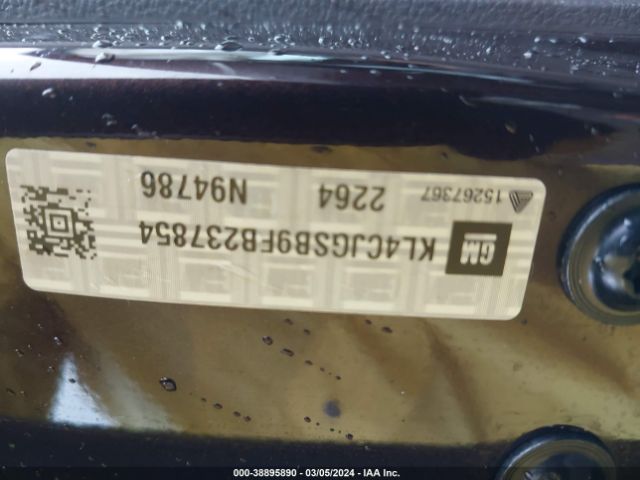 GM KL4CJGSB9FB237854
15267367 2264 N94786
000-38895890 — 03/05/2024 — IAA Inc.